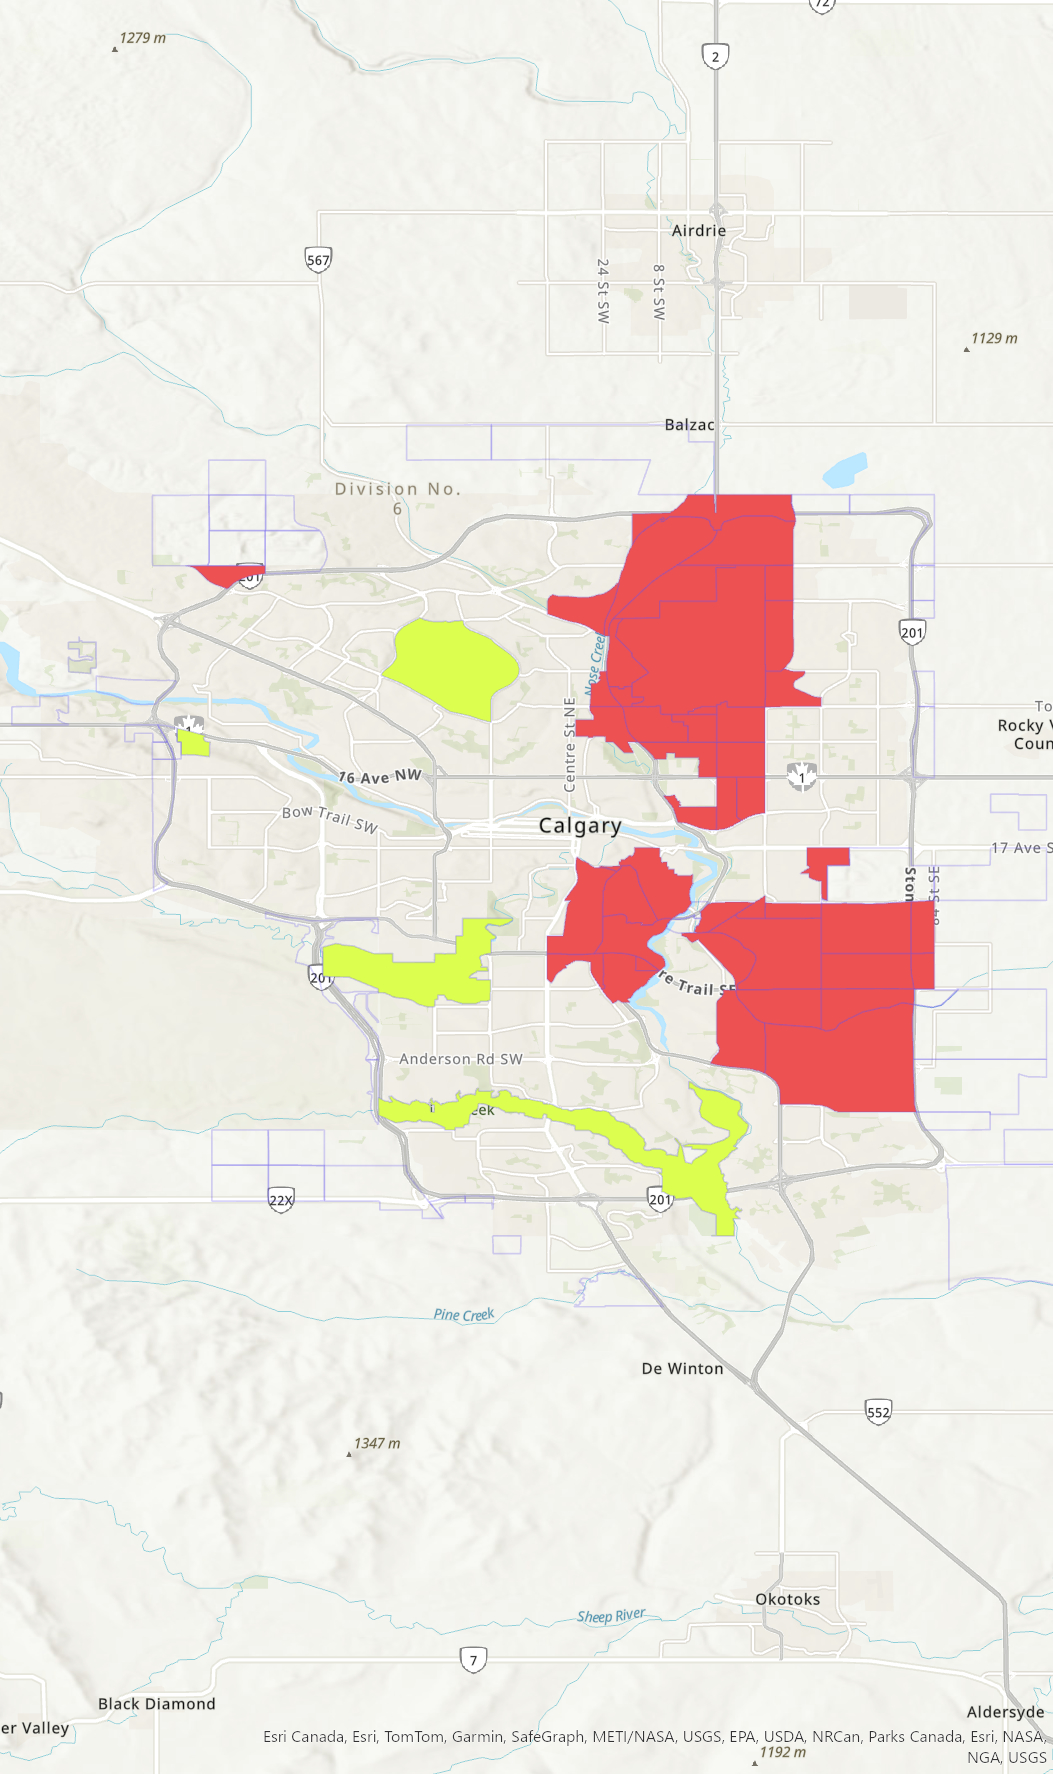 72
1279 m
2
Airdrie
567
24 St SW
8 St SW
1129 m
Balzac
Division No.
6
201
201
Nose Creek
To
Rocky V
Coun
1
Centre St NE
1
16 Ave NW
Bow Trail SW
Calgary
17 Ave S
Ston
84 St SE
201
re Trail SE
Anderson Rd SW
eek
22X
201
Pine Creek
De Winton
552
1347 m
Okotoks
Sheep River
7
Black Diamond
er Valley
Aldersyde
Esri Canada, Esri, TomTom, Garmin, SafeGraph, METI/NASA, USGS, EPA, USDA, NRCan, Parks Canada, Esri, NASA,
1192 m
NGA, USGS